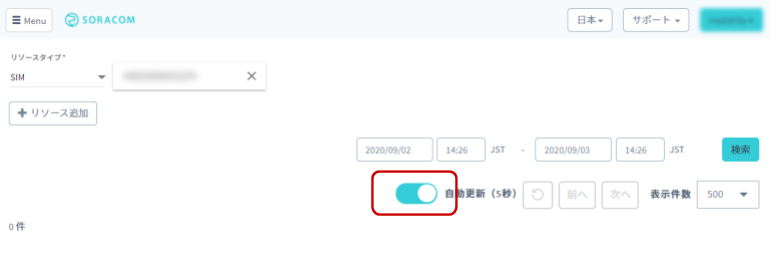 Menu SORACOM 日本 サポート
リソースタイプ*
SIM
リソース追加
2020/09/02 14:26 JST - 2020/09/03 14:26 JST 検索
自動更新（5秒） 前へ 次へ 表示件数 500
0 件